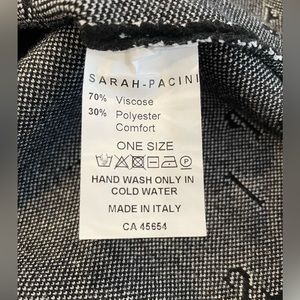 SARAH-PACINI
70% Viscose
30% Polyester
Comfort
ONE SIZE
HAND WASH ONLY IN
COLD WATER
MADE IN ITALY
CA 45654